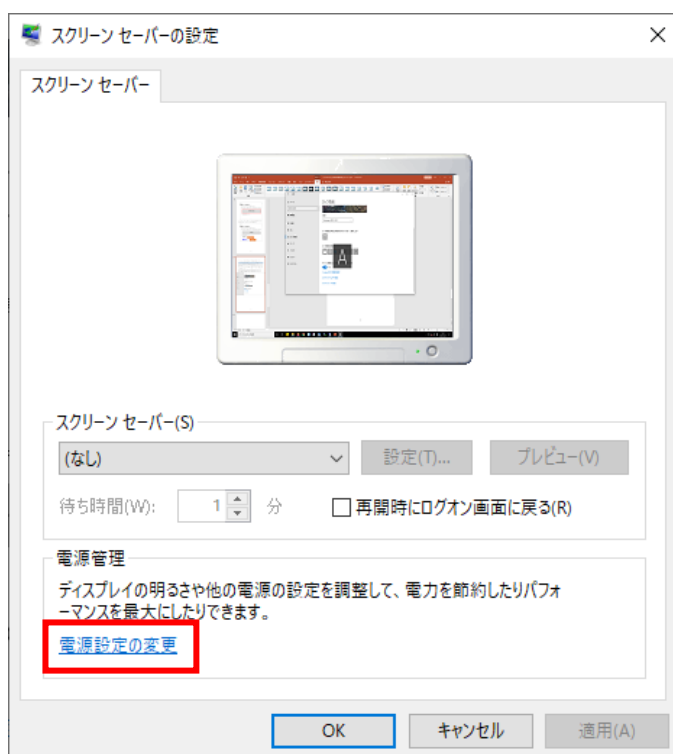 スクリーン セーバーの設定
スクリーン セーバー
A
スクリーン セーバー(S)
(なし)
設定(T)...
プレビュー(V)
待ち時間(W):
1
分
再開時にログオン画面に戻る(R)
電源管理
ディスプレイの明るさや他の電源の設定を調整して、電力を節約したりパフォ
ーマンスを最大にしたりできます。
電源設定の変更
OK
キャンセル
適用(A)